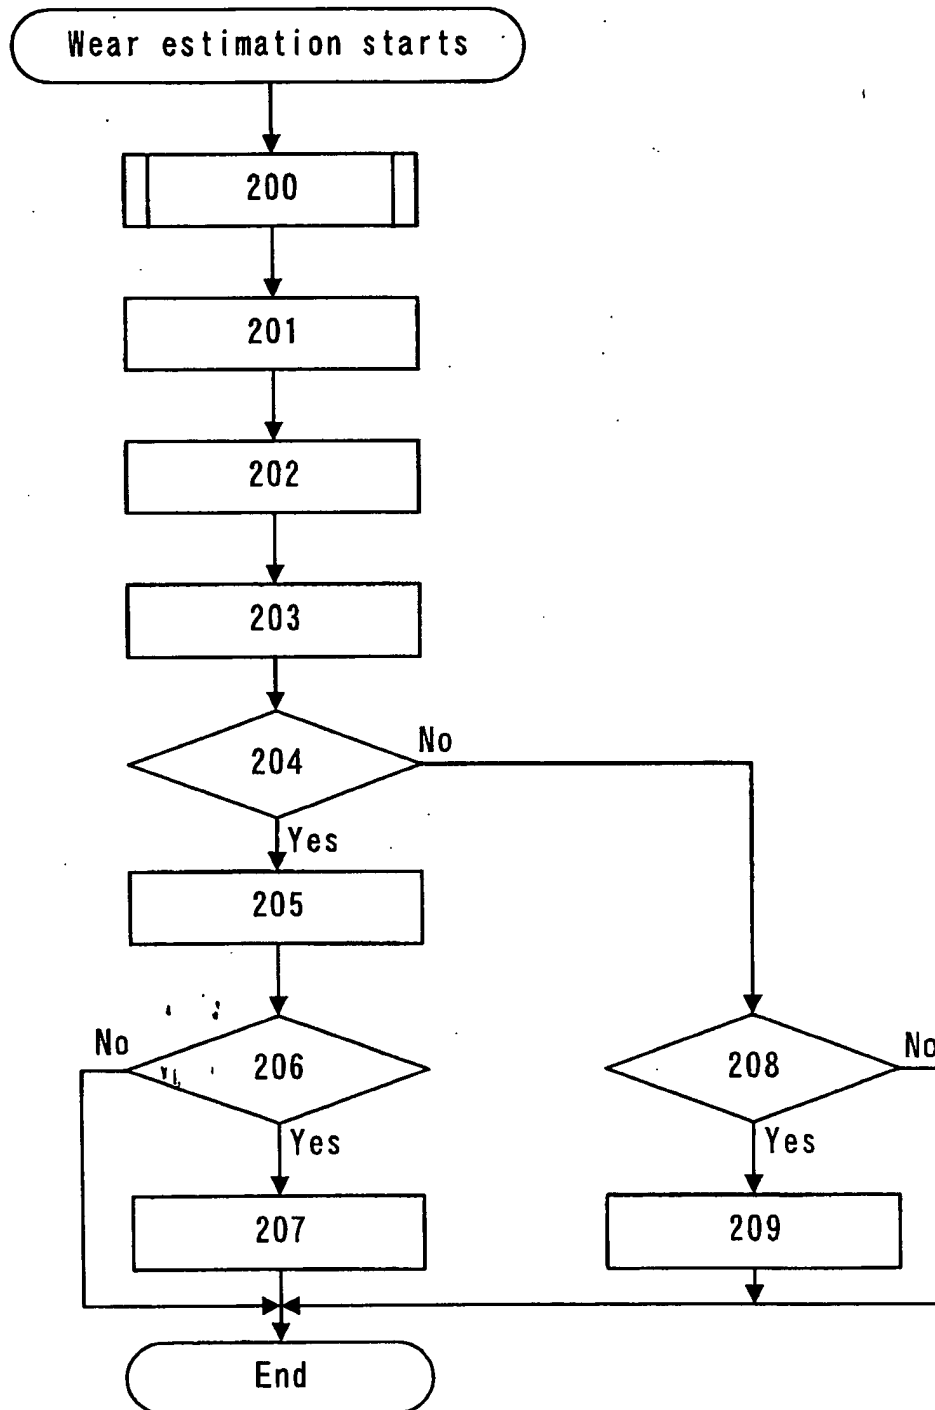 Wear estimation starts
200
201
202
203
204
No
Yes
205
No
206
Yes
207
208
No
Yes
209
End